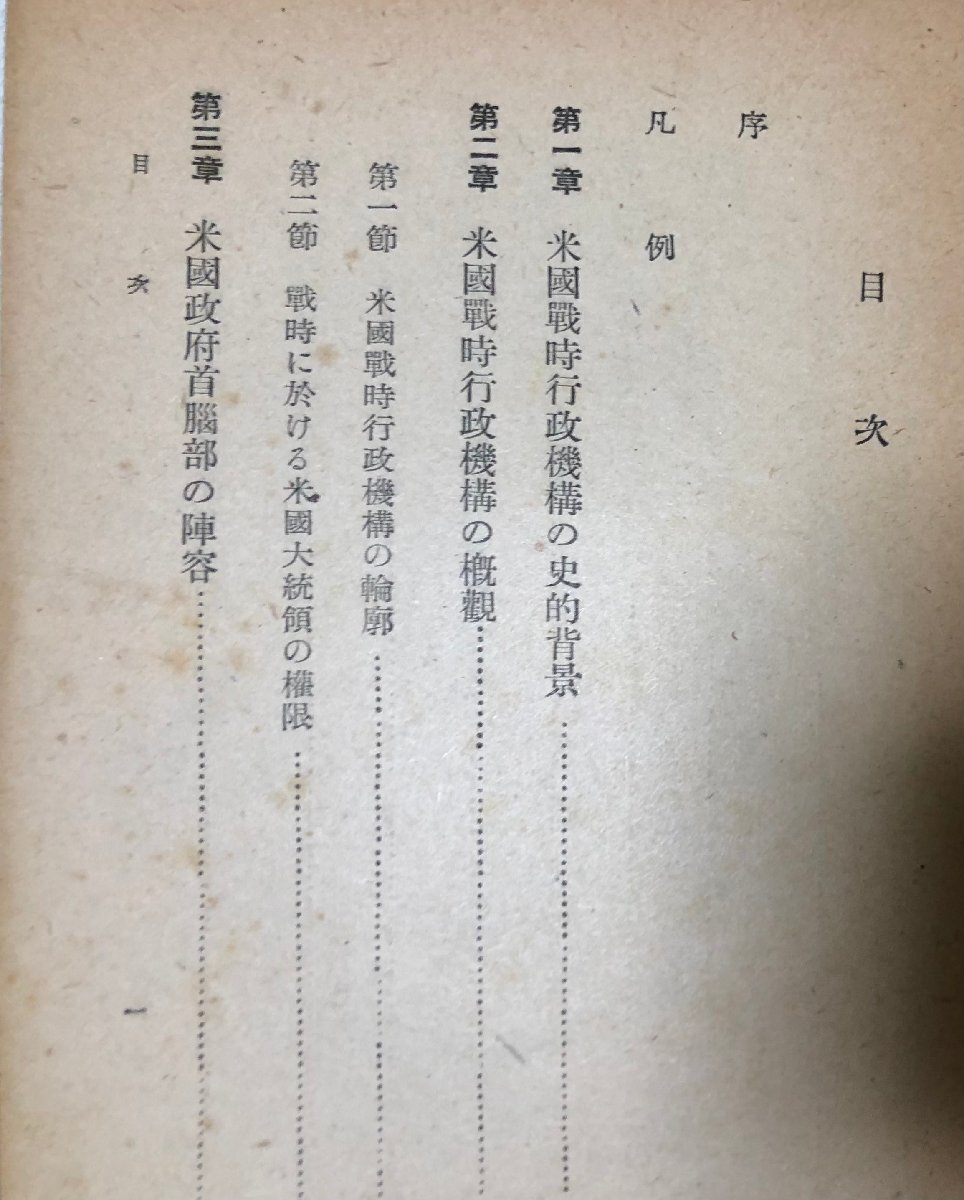 目次
序
凡例
第一章 米國戰時行政機構の史的背景
第二章 米國戰時行政機構の槪觀
第一節 米國戰時行政機構の輪廓
第二節 戰時に於ける米國大統領の權限
第三章 米國政府首腦部の陣容
目次
一